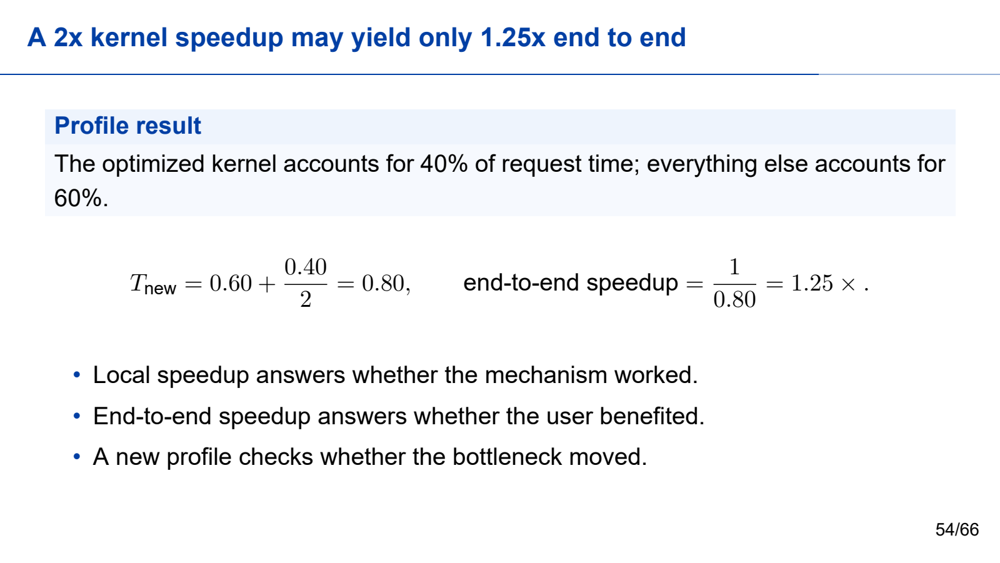 A 2x kernel speedup may yield only 1.25x end to end
Profile result
The optimized kernel accounts for 40% of request time; everything else accounts for
60%.
T_new = 0.60 + 0.40/2 = 0.80, end-to-end speedup = 1/0.80 = 1.25 × .
• Local speedup answers whether the mechanism worked.
• End-to-end speedup answers whether the user benefited.
• A new profile checks whether the bottleneck moved.
54/66